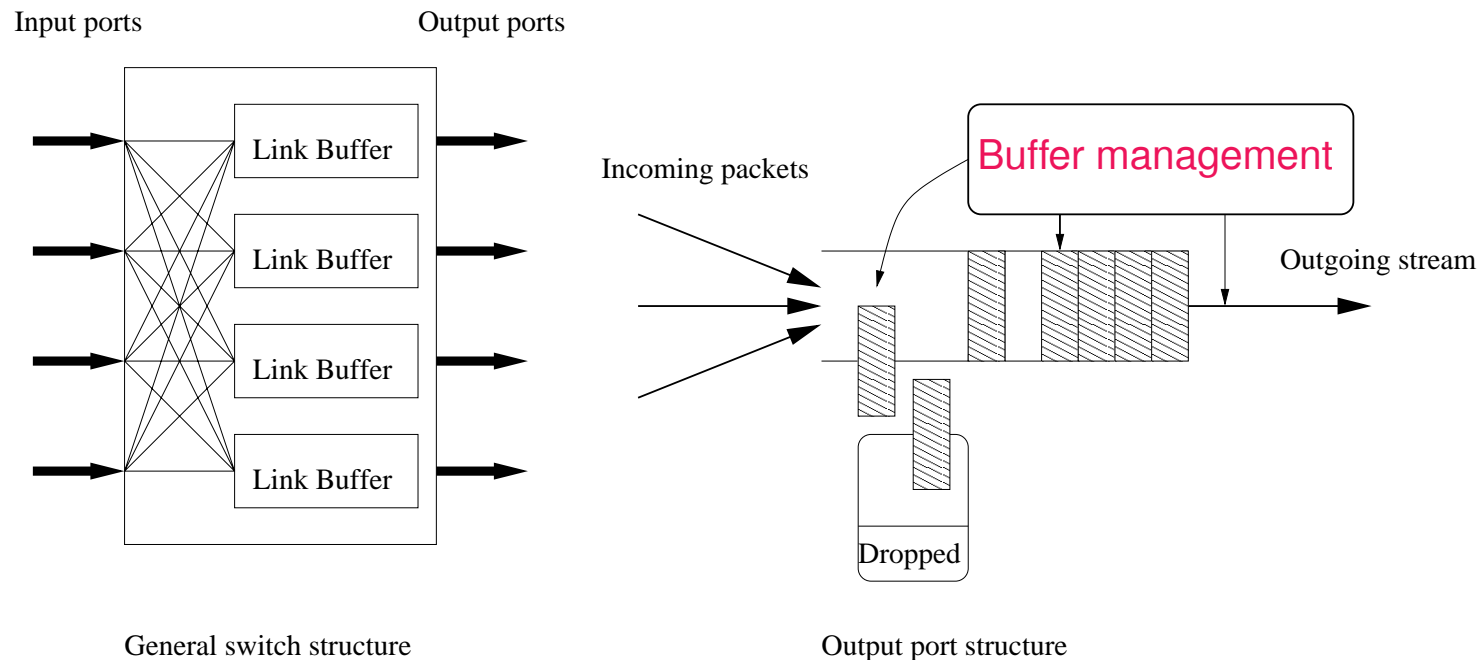 Input ports
Output ports
Link Buffer
Link Buffer
Link Buffer
Link Buffer
General switch structure
Incoming packets
Buffer management
Outgoing stream
Dropped
Output port structure